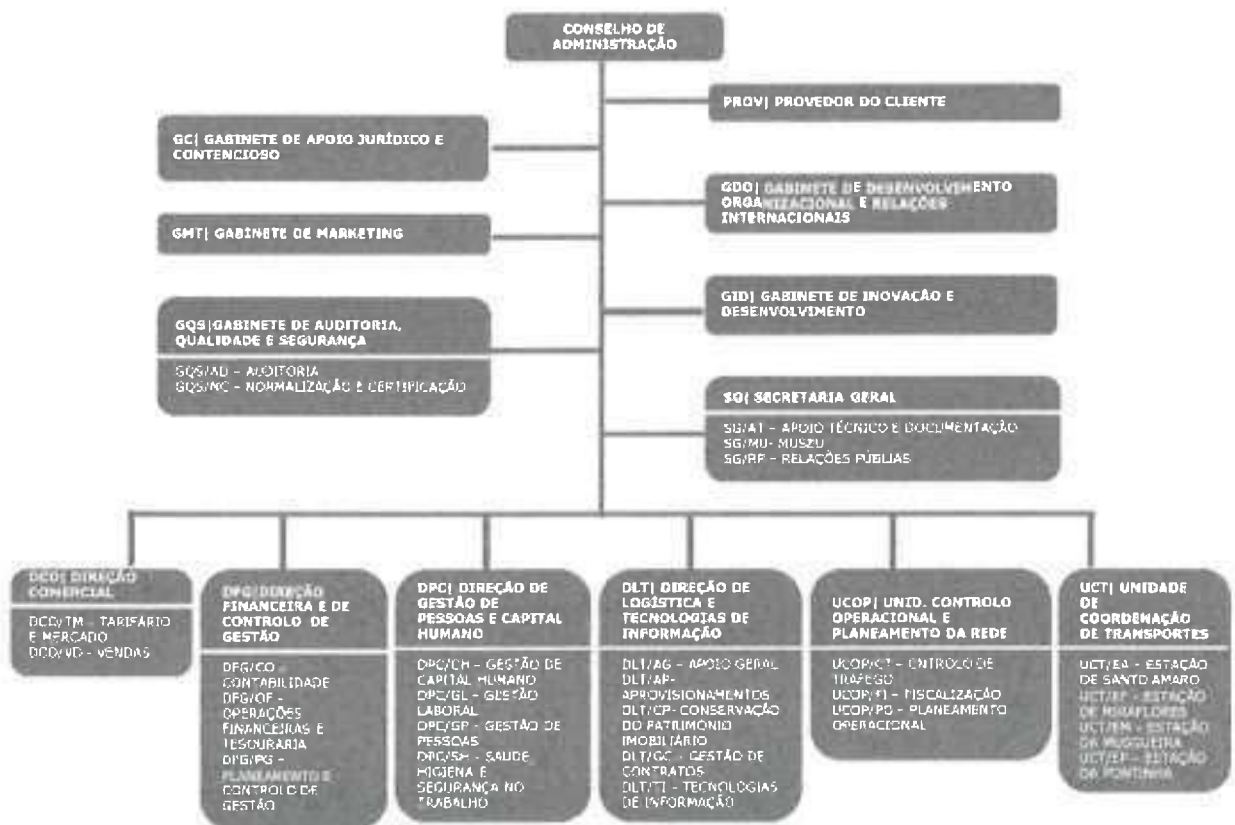 CONSELHO DE
ADMINISTRAÇÃO
PROV| PROVEDOR DO CLIENTE
GC| GABINETE DE APOIO JURÍDICO E
CONTENCIOSO
GDO| GABINETE DE DESENVOLVIMENTO
ORGANIZACIONAL E RELAÇÕES
INTERNACIONAIS
GMT| GABINETE DE MARKETING
GID| GABINETE DE INOVAÇÃO E
DESENVOLVIMENTO
GQS|GABINETE DE AUDITORIA,
QUALIDADE E SEGURANÇA
GQS/AD – AUDITORIA
GQS/NC – NORMALIZAÇÃO E CERTIFICAÇÃO
SG| SECRETARIA GERAL
SG/AT – APOIO TÉCNICO E DOCUMENTAÇÃO
SG/MU- MUSEU
SG/RP – RELAÇÕES PÚBLIAS
DCO| DIREÇÃO
COMERCIAL
DCO/TM – TARIFÁRIO
E MERCADO
DCO/VD – VENDAS
DFG|DIREÇÃO
FINANCEIRA E DE
CONTROLO DE
GESTÃO
DFG/CO –
CONTABILIDADE
DFG/OF –
OPERAÇÕES
FINANCEIRAS E
TESOURARIA
DFG/PG –
PLANEAMENTO E
CONTROLO DE
GESTÃO
DPC| DIREÇÃO DE
GESTÃO DE
PESSOAS E CAPITAL
HUMANO
DPC/CH – GESTÃO DE
CAPITAL HUMANO
DPC/GL – GESTÃO
LABORAL
DPC/GP – GESTÃO DE
PESSOAS
DPC/SH – SAUDE
HIGIENA E
SEGURANÇA NO
TRABALHO
DLT| DIREÇÃO DE
LOGÍSTICA E
TECNOLOGIAS DE
INFORMAÇÃO
DLT/AG – APOIO GERAL
DLT/AP-
APROVISIONAMENTOS
DLT/CP- CONSERVAÇÃO
DO PATRIMÓNIO
IMOBILIÁRIO
DLT/GC – GESTÃO DE
CONTRATOS
DLT/TI – TECNOLOGIAS
DE INFORMAÇÃO
UCOP| UNID. CONTROLO
OPERACIONAL E
PLANEAMENTO DA REDE
UCOP/CT – CNTROLO DE
TRÁFEGO
UCOP/FI – FISCALIZAÇÃO
UCOP/PO – PLANEAMENTO
OPERACIONAL
UCT| UNIDADE
DE
COORDENAÇÃO
DE TRANSPORTES
UCT/EA – ESTAÇÃO
DE SANTO AMARO
– ESTAÇÃO
DE MIRAFLORES
UCT/EM – ESTAÇÃO
DA MUSGUEIRA
UCT/EP – ESTAÇÃO
DA PONTINHA